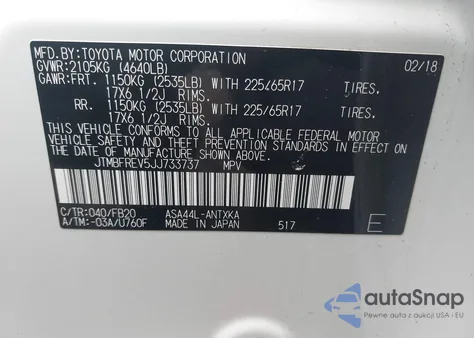 MFD.BY: TOYOTA MOTOR CORPORATION 02/18
GVWR: 2105KG (4640LB)
GAWR: FRT. 1150KG (2535LB) WITH 225/65R17 TIRES.
17X6 1/2J RIMS.
RR. 1150KG (2535LB) WITH 225/65R17 TIRES.
17X6 1/2J RIMS.
THIS VEHICLE CONFORMS TO ALL APPLICABLE FEDERAL MOTOR
VEHICLE SAFETY AND THEFT PREVENTION STANDARDS IN EFFECT ON
THE DATE OF MANUFACTURE SHOWN ABOVE.
JTMBFREV5JJ733737 MPV
C/TR: 040/FB20 ASA44L-ANTXKA
A/TM: -03A/U760F MADE IN JAPAN 517 E
autoSnap
Pewne auta z aukcji USA i EU